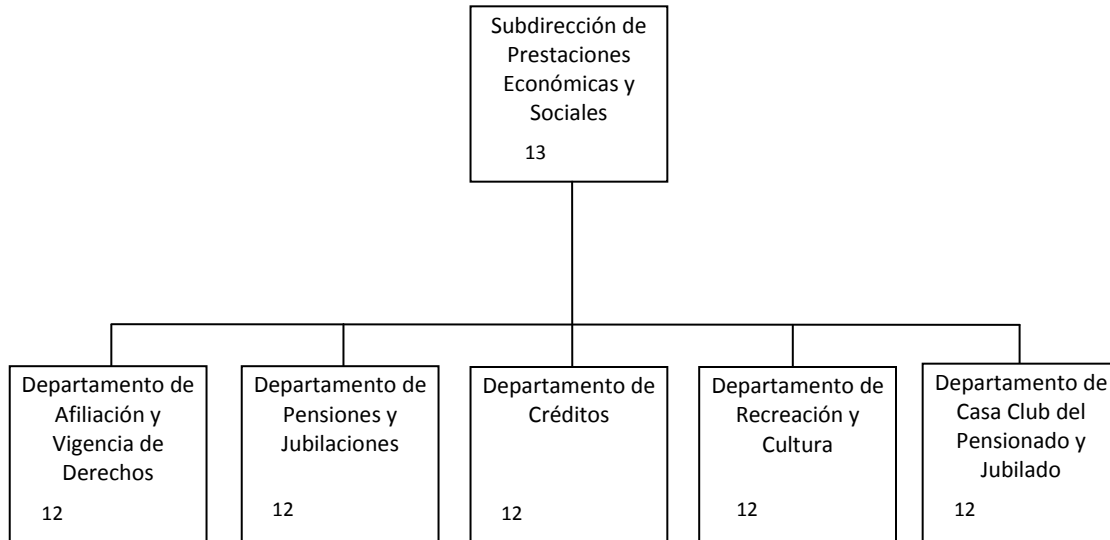 Subdirección de
Prestaciones
Económicas y
Sociales
13
Departamento de
Afiliación y
Vigencia de
Derechos
12
Departamento de
Pensiones y
Jubilaciones
12
Departamento de
Créditos
12
Departamento de
Recreación y
Cultura
12
Departamento de
Casa Club del
Pensionado y
Jubilado
12